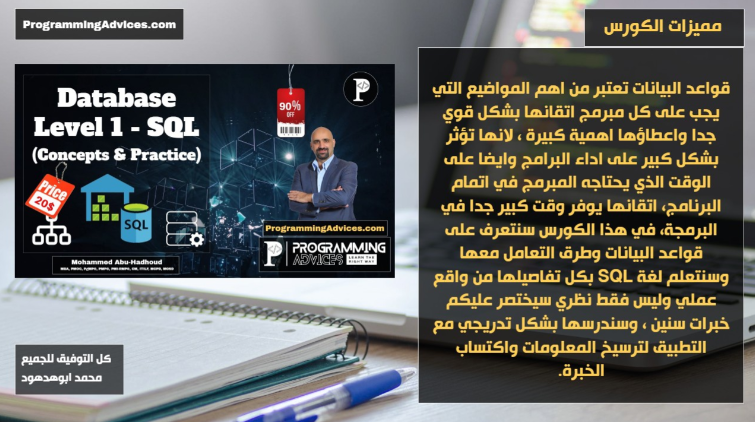 ProgrammingAdvices.com
مميزات الكورس
Database
Level 1 - SQL
(Concepts & Practice)
90%
OFF
P
Price
20$
SQL
ProgrammingAdvices.com
PROGRAMMING
ADVICES
LEARN THE
RIGHT WAY
Mohammed Abu-Hadhoud
قواعد البيانات تعتبر من اهم المواضيع التي
يجب على كل مبرمج اتقانها بشكل قوي
جدا واعطاؤها اهمية كبيرة ، لانها تؤثر
بشكل كبير على اداء البرامج وايضا على
الوقت الذي يحتاجه المبرمج في اتمام
البرنامج، اتقانها يوفر وقت كبير جدا في
البرمجة، في هذا الكورس سنتعرف على
قواعد البيانات وطرق التعامل معها
وسنتعلم لغة SQL بكل تفاصيلها من واقع
عملي وليس فقط نظري سيختصر عليكم
خبرات سنين ، وسندرسها بشكل تدريجي مع
التطبيق لترسيخ المعلومات واكتساب
الخبرة.
كل التوفيق للجميع
محمد ابوهدهود